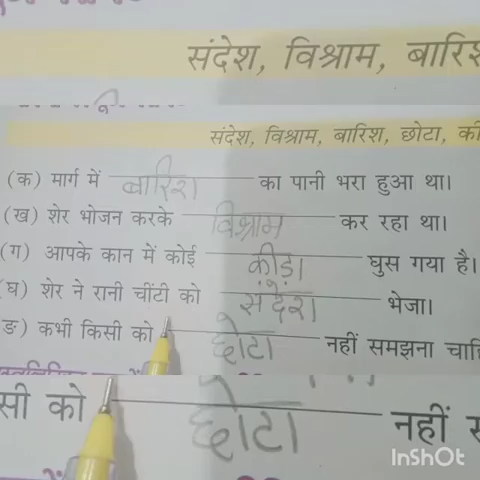 संदेश, विश्राम, बारिश
संदेश, विश्राम, बारिश, छोटा, की
(क) मार्ग में बारिश का पानी भरा हुआ था।
(ख) शेर भोजन करके विश्राम कर रहा था।
(ग) आपके कान में कोई कीड़ा घुस गया है।
(घ) शेर ने रानी चींटी को संदेश भेजा।
ङ) कभी किसी को छोटा नहीं समझना चाहि
सी को छोटा नहीं स
InShOt